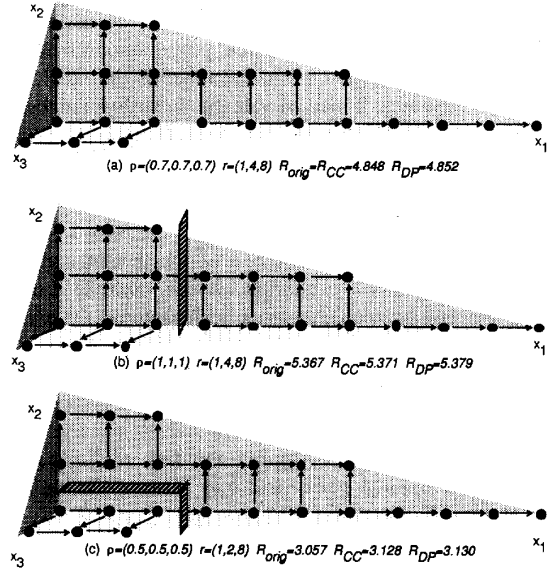 x2
x3
x1
(a) ρ=(0.7,0.7,0.7) r=(1,4,8) Rorig=RCC=4.848 RDP=4.852
x2
x3
x1
(b) ρ=(1,1,1) r=(1,4,8) Rorig=5.367 RCC=5.371 RDP=5.379
x2
x3
x1
(c) ρ=(0.5,0.5,0.5) r=(1,2,8) Rorig=3.057 RCC=3.128 RDP=3.130